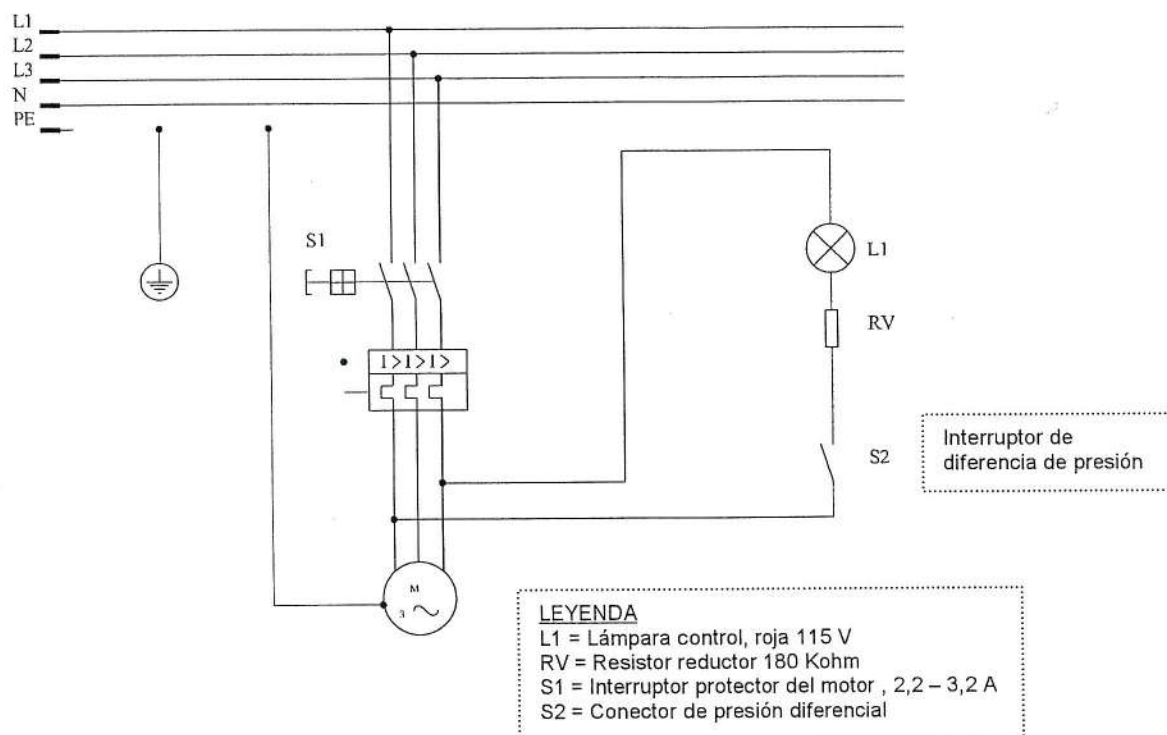 L1
L2
L3
N
PE
S1
I> I> I>
M
3
L1
RV
S2
Interruptor de
diferencia de presión
LEYENDA
L1 = Lámpara control, roja 115 V
RV = Resistor reductor 180 Kohm
S1 = Interruptor protector del motor , 2,2 – 3,2 A
S2 = Conector de presión diferencial